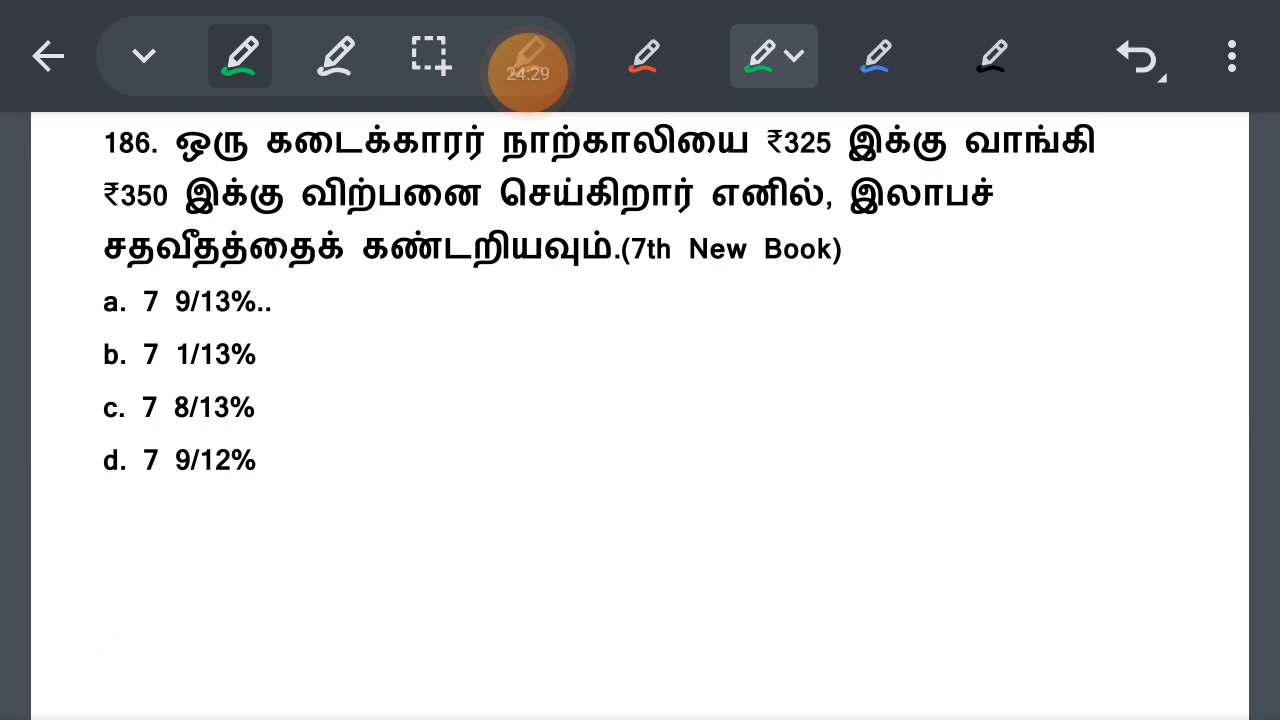 24:29
186. ஒரு கடைக்காரர் நாற்காலியை ₹325 இக்கு வாங்கி
₹350 இக்கு விற்பனை செய்கிறார் எனில், இலாபச்
சதவீதத்தைக் கண்டறியவும்.(7th New Book)
a. 7 9/13%..
b. 7 1/13%
c. 7 8/13%
d. 7 9/12%